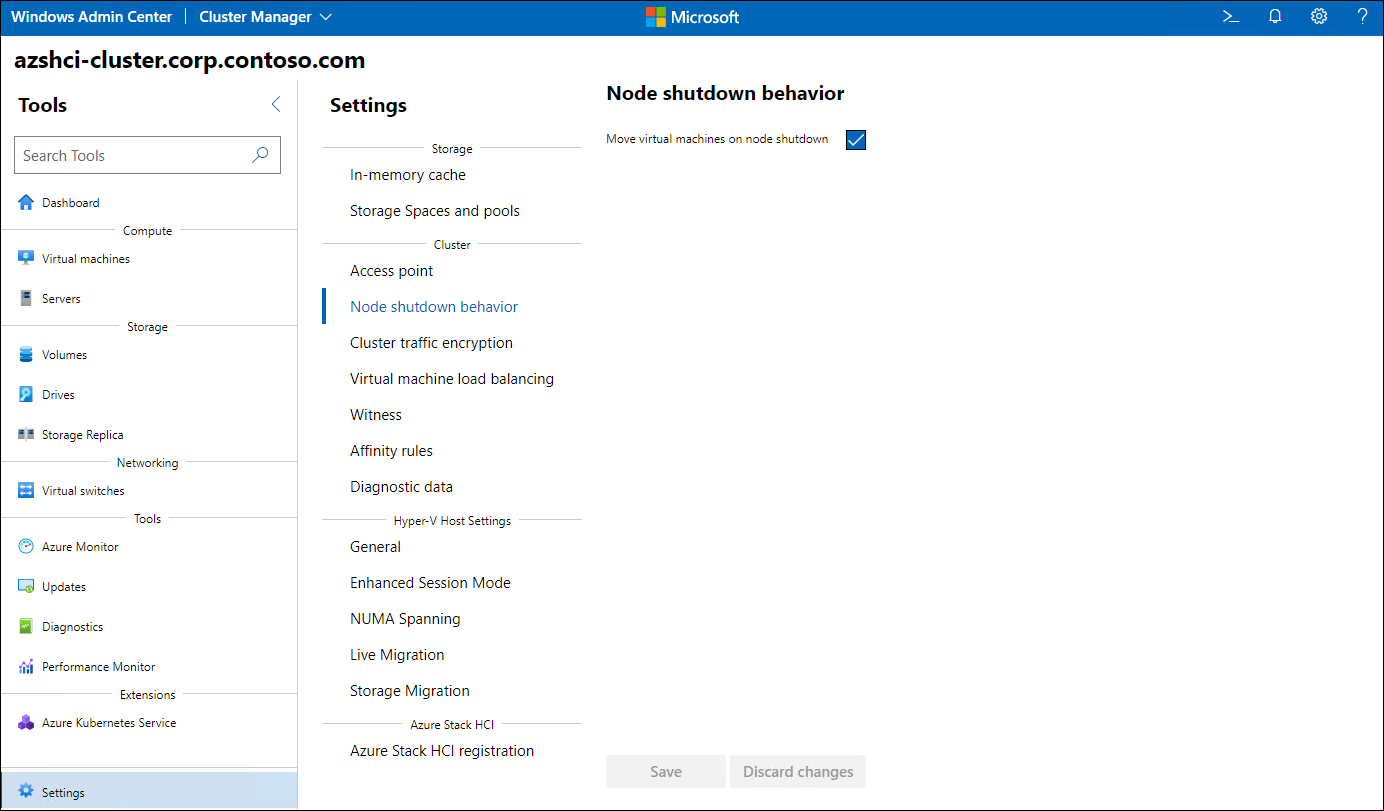 Windows Admin Center
Cluster Manager
Microsoft
?
azshci-cluster.corp.contoso.com
Tools
Search Tools
Dashboard
Compute
Virtual machines
Servers
Storage
Volumes
Drives
Storage Replica
Networking
Virtual switches
Tools
Azure Monitor
Updates
Diagnostics
Performance Monitor
Extensions
Azure Kubernetes Service
Settings
Settings
Storage
In-memory cache
Storage Spaces and pools
Cluster
Access point
Node shutdown behavior
Cluster traffic encryption
Virtual machine load balancing
Witness
Affinity rules
Diagnostic data
Hyper-V Host Settings
General
Enhanced Session Mode
NUMA Spanning
Live Migration
Storage Migration
Azure Stack HCI
Azure Stack HCI registration
Node shutdown behavior
Move virtual machines on node shutdown
Save
Discard changes